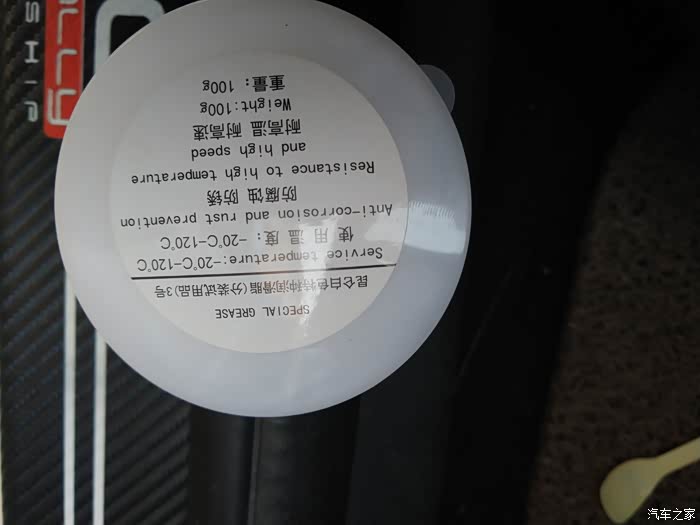 SPECIAL GREASE
昆仑白色特种润滑脂(分装试用品)3号
Service temperature:-20℃-120℃
使用温度: -20℃-120℃
Anti-corrosion and rust prevention
防腐蚀 防锈
Resistance to high temperature
and high speed
耐高温 耐高速
Weight:100g
重量: 100g
汽车之家